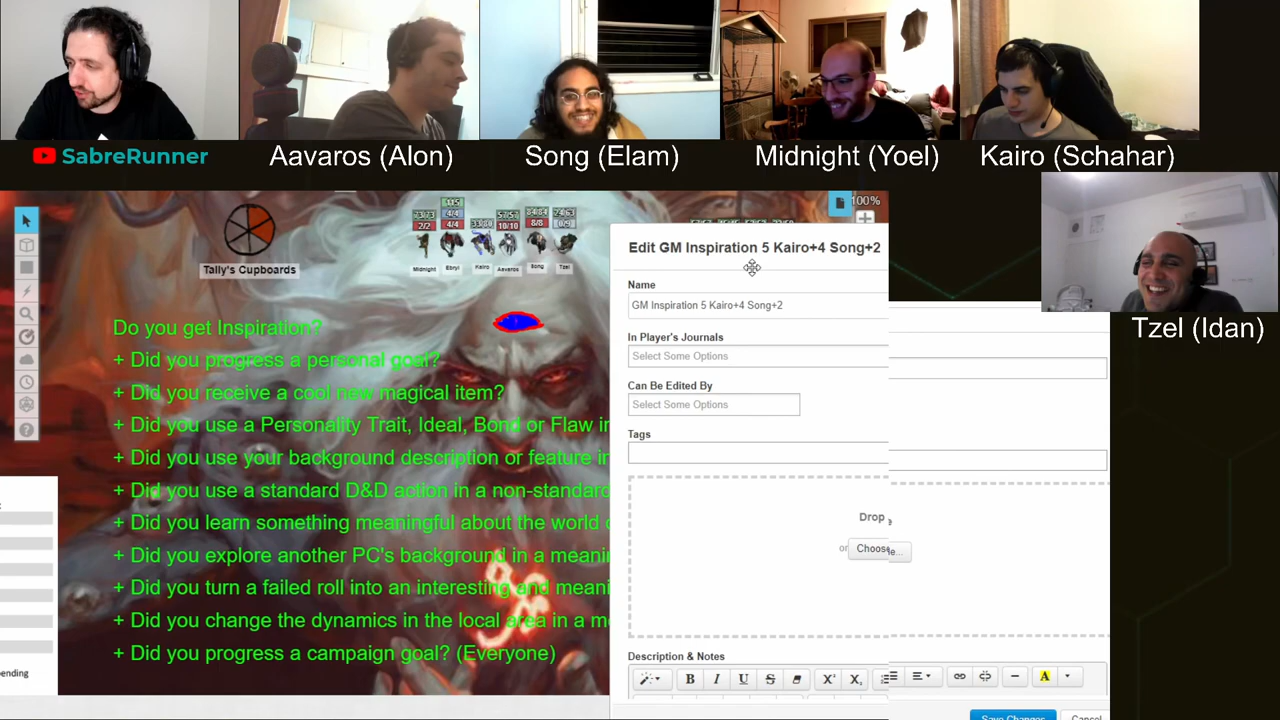 SabreRunner
Aavaros (Alon)
Song (Elam)
Midnight (Yoel)
Kairo (Schahar)
Tzel (Idan)
100%
Tally's Cupboards
Midnight
Ebryl
Kairo
Aavaros
Song
Tzel
Do you get Inspiration?
+ Did you progress a personal goal?
+ Did you receive a cool new magical item?
+ Did you use a Personality Trait, Ideal, Bond or Flaw in
+ Did you use your background description or feature in
+ Did you use a standard D&D action in a non-standard
+ Did you learn something meaningful about the world
+ Did you explore another PC's background in a meani
+ Did you turn a failed roll into an interesting and meani
+ Did you change the dynamics in the local area in a m
+ Did you progress a campaign goal? (Everyone)
ending
Edit GM Inspiration 5 Kairo+4 Song+2
Name
GM Inspiration 5 Kairo+4 Song+2
In Player's Journals
Select Some Options
Can Be Edited By
Select Some Options
Tags
Drop
or Choose
Description & Notes
B I U S X² X₂ A
Save Changes Cancel